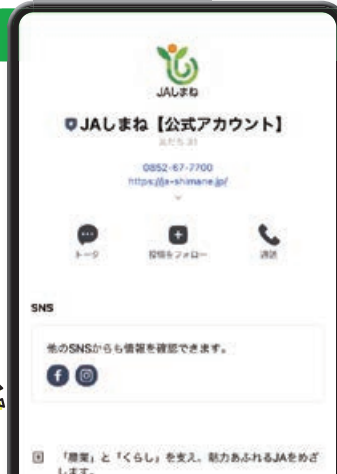 JAしまね
JAしまね【公式アカウント】
友だち 31
0852-67-7700
https://ja-shimane.jp/
トーク
投稿をフォロー
通話
SNS
他のSNSからも情報を確認できます。
「農業」と「くらし」を支え、魅力あふれるJAをめざ
します。